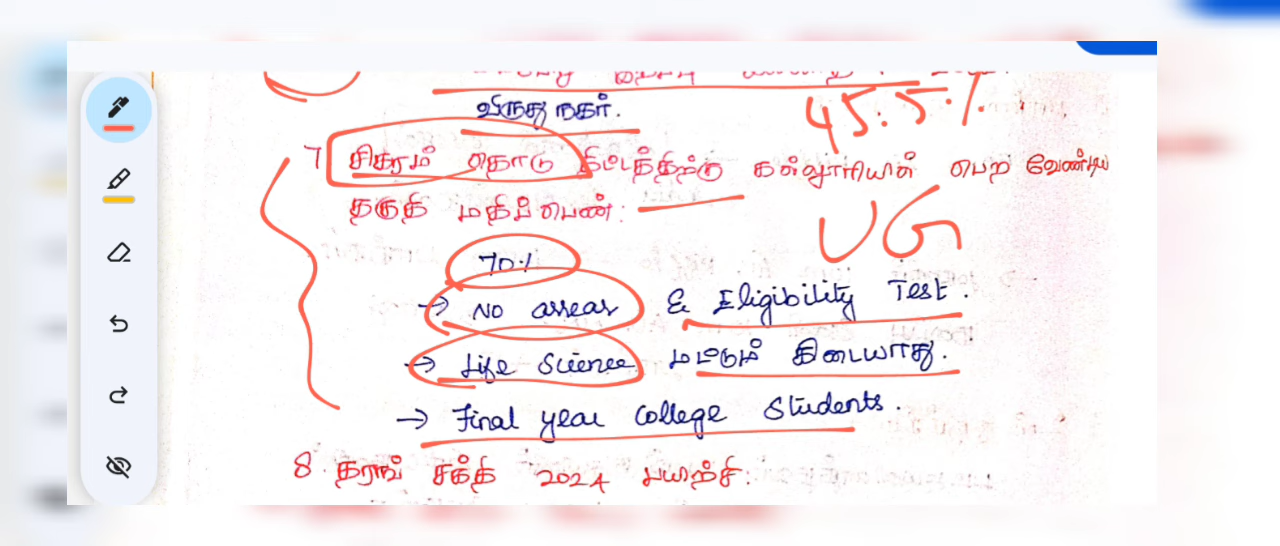 விருதுநகர்.
45.5%
7 சிகரம் தொடு திட்டத்திற்கு கல்லூரியில் பெற வேண்டிய
தகுதி மதிப்பெண்:
UG
70%
→ No arrear & Eligibility Test.
→ Life Science மட்டும் கிடையாது.
→ Final year college Students.
8. தரங் சக்தி 2024 பயிற்சி: